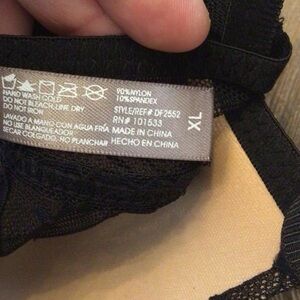 HAND WASH COLD
DO NOT BLEACH, LINE DRY
DO NOT IRON
LAVADO A MANO CON AGUA FRÍA
NO USE BLANQUEADOR
SECAR COLGADO, NO PLANCHAR
90% NYLON
10% SPANDEX
STYLE/REF# DF2552
RN# 101533
MADE IN CHINA
HECHO EN CHINA
XL